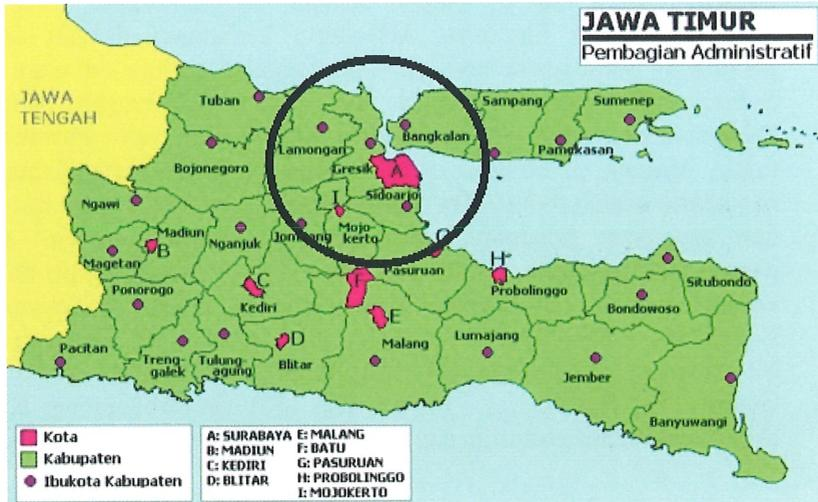 JAWA TIMUR
Pembagian Administratif
JAWA
TENGAH
Tuban
Lamongan
Bojonegoro
Gresik
A
Bangkalan
Sampang
Pamekasan
Sumenep
Sidoarjo
I
Mojo-
kerto
Jombang
Nganjuk
Ngawi
Madiun
B
Magetan
Ponorogo
C
Kediri
F
G
Pasuruan
H
Probolinggo
Situbondo
Bondowoso
E
Malang
Lumajang
Jember
Banyuwangi
D
Blitar
Tulung-
agung
Treng-
galek
Pacitan
Kota
Kabupaten
Ibukota Kabupaten
A: SURABAYA
B: MADIUN
C: KEDIRI
D: BLITAR
E: MALANG
F: BATU
G: PASURUAN
H: PROBOLINGGO
I: MOJOKERTO